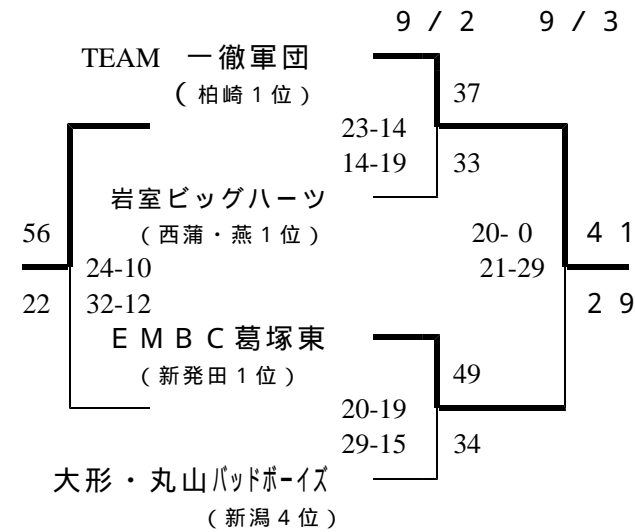 9 / 2 9 / 3
TEAM 一徹軍団
(柏崎1位)
37
23-14
14-19 33
岩室ビッグハーツ
(西蒲・燕1位)
56
20- 0 4 1
24-10 21-29
22 32-12 2 9
EMBC葛塚東
(新発田1位)
49
20-19
29-15 34
大形・丸山バッドボーイズ
(新潟4位)